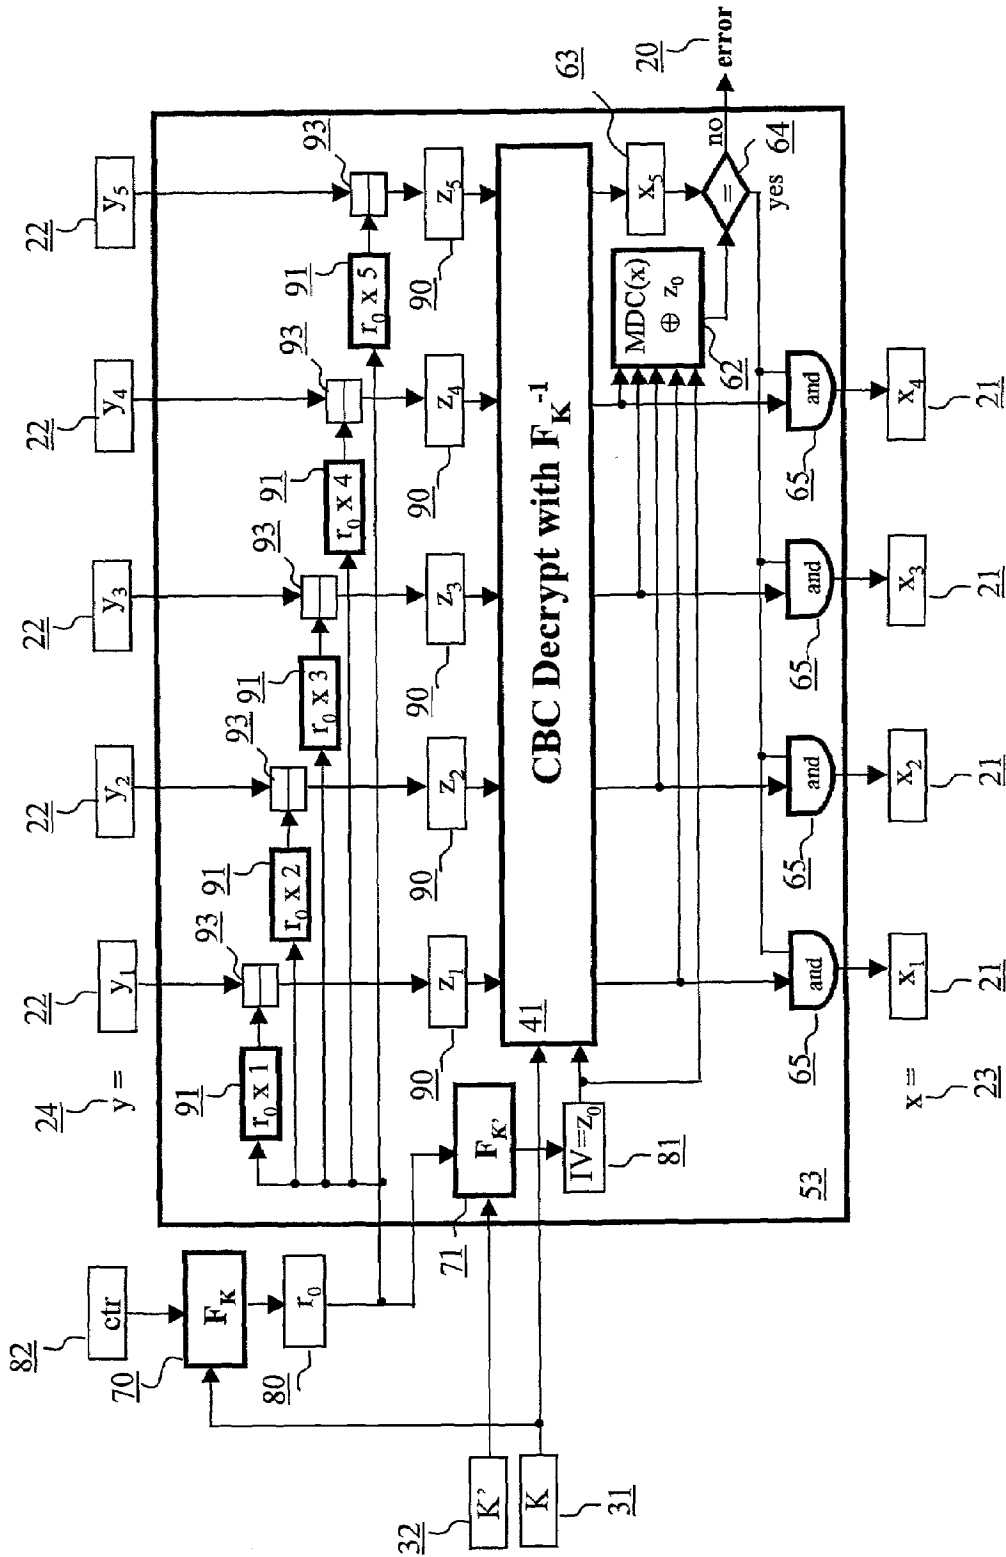 24
y =
22
y₁
22
y₂
22
y₃
22
y₄
22
y₅
82
ctr
70
F_K
80
r₀
91
r₀ x 1
93
91
r₀ x 2
93
91
r₀ x 3
93
91
r₀ x 4
93
91
r₀ x 5
93
90
z₁
90
z₂
90
z₃
90
z₄
90
z₅
32
K'
K
31
71
F_K'
IV=z₀
81
41
CBC Decrypt with F_K⁻¹
63
x₅
MDC(x)
⊕ z₀
62
=
64
no
yes
20
error
65
and
65
and
65
and
65
and
53
x =
23
x₁
21
x₂
21
x₃
21
x₄
21